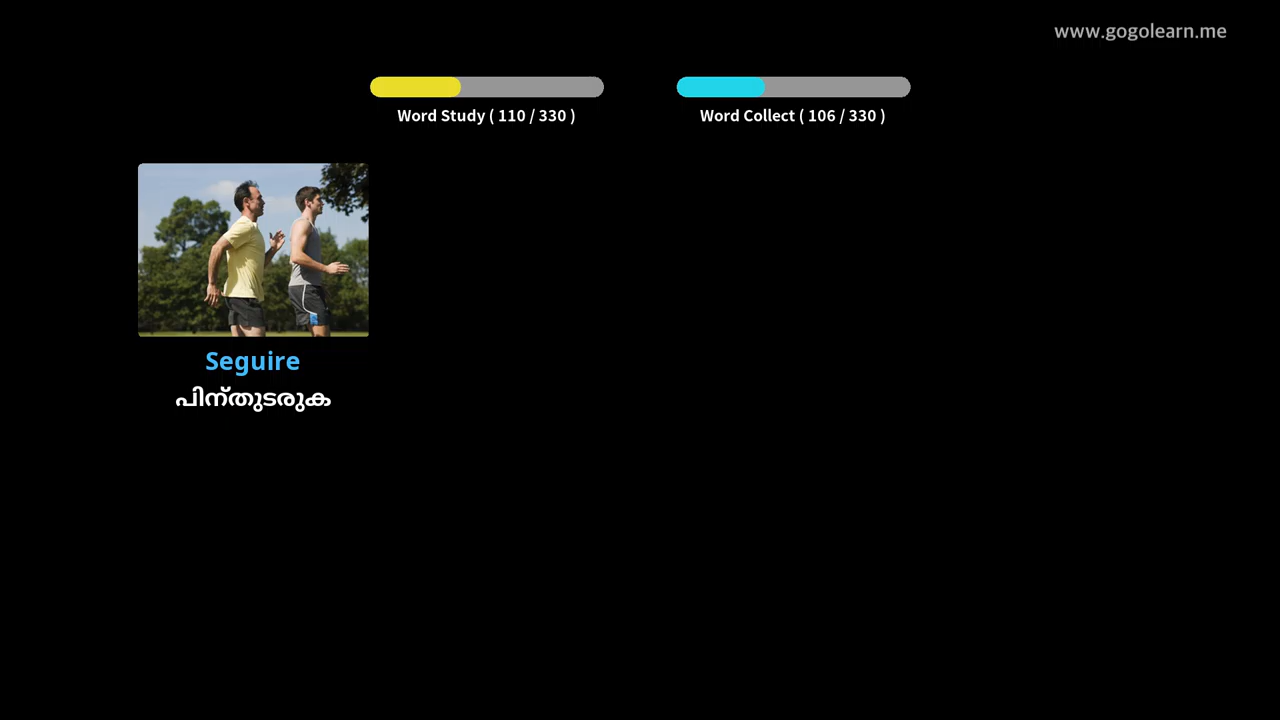 www.gogolearn.me
Word Study ( 110 / 330 )
Word Collect ( 106 / 330 )
Seguire
പിന്തുടരുക